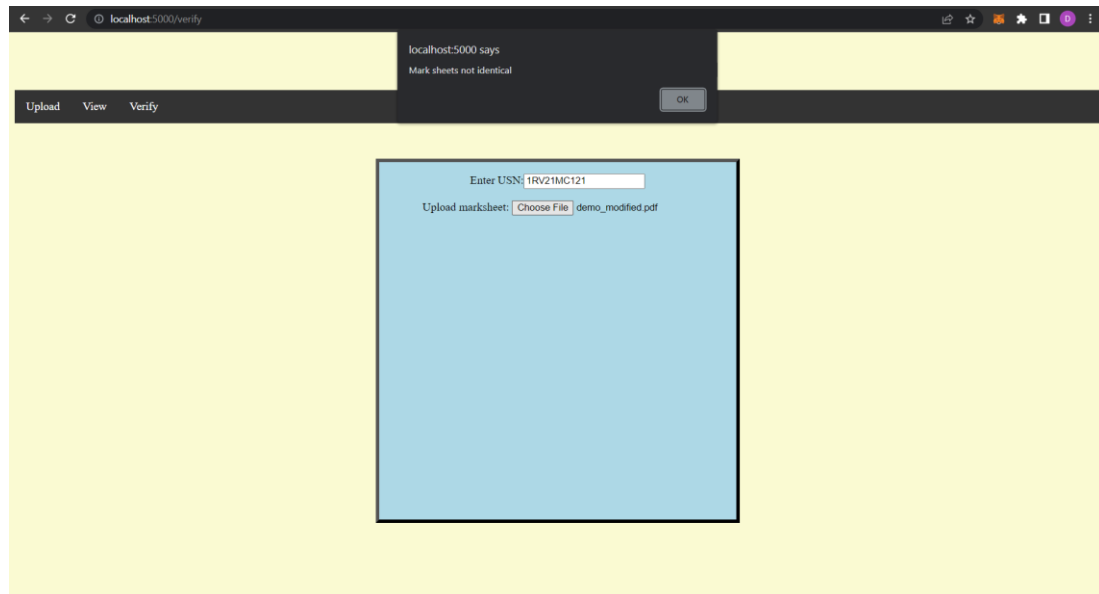 localhost:5000/verify
D
localhost:5000 says
Mark sheets not identical
OK
Upload View Verify
Enter USN: 1RV21MC121
Upload marksheet: Choose File demo_modified.pdf